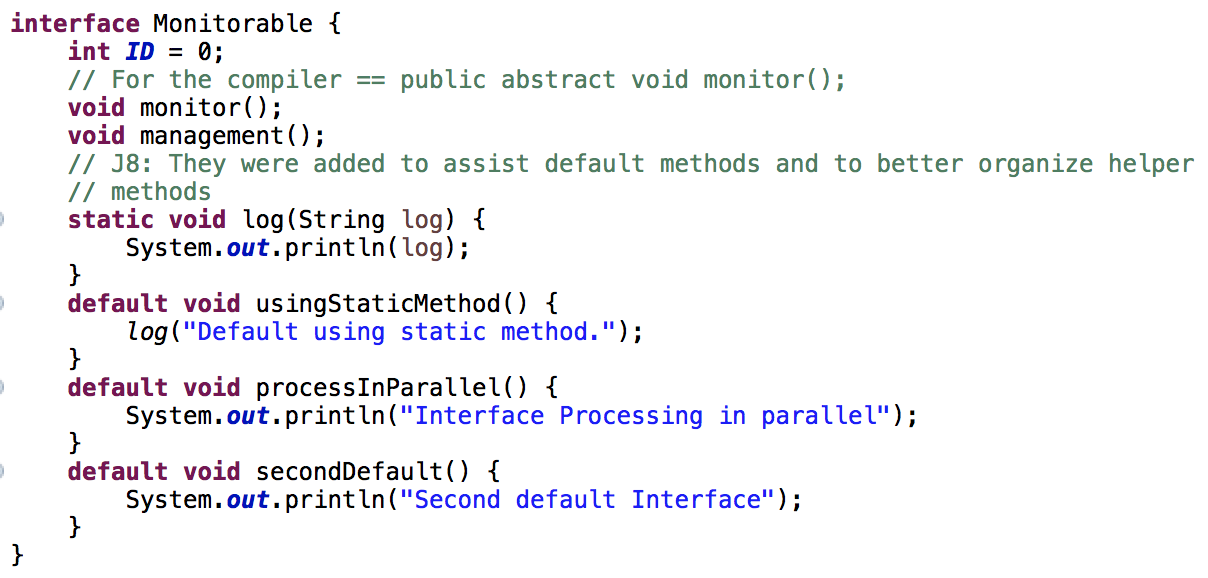 interface Monitorable {
    int ID = 0;
    // For the compiler == public abstract void monitor();
    void monitor();
    void management();
    // J8: They were added to assist default methods and to better organize helper
    // methods
    static void log(String log) {
        System.out.println(log);
    }
    default void usingStaticMethod() {
        log("Default using static method.");
    }
    default void processInParallel() {
        System.out.println("Interface Processing in parallel");
    }
    default void secondDefault() {
        System.out.println("Second default Interface");
    }
}